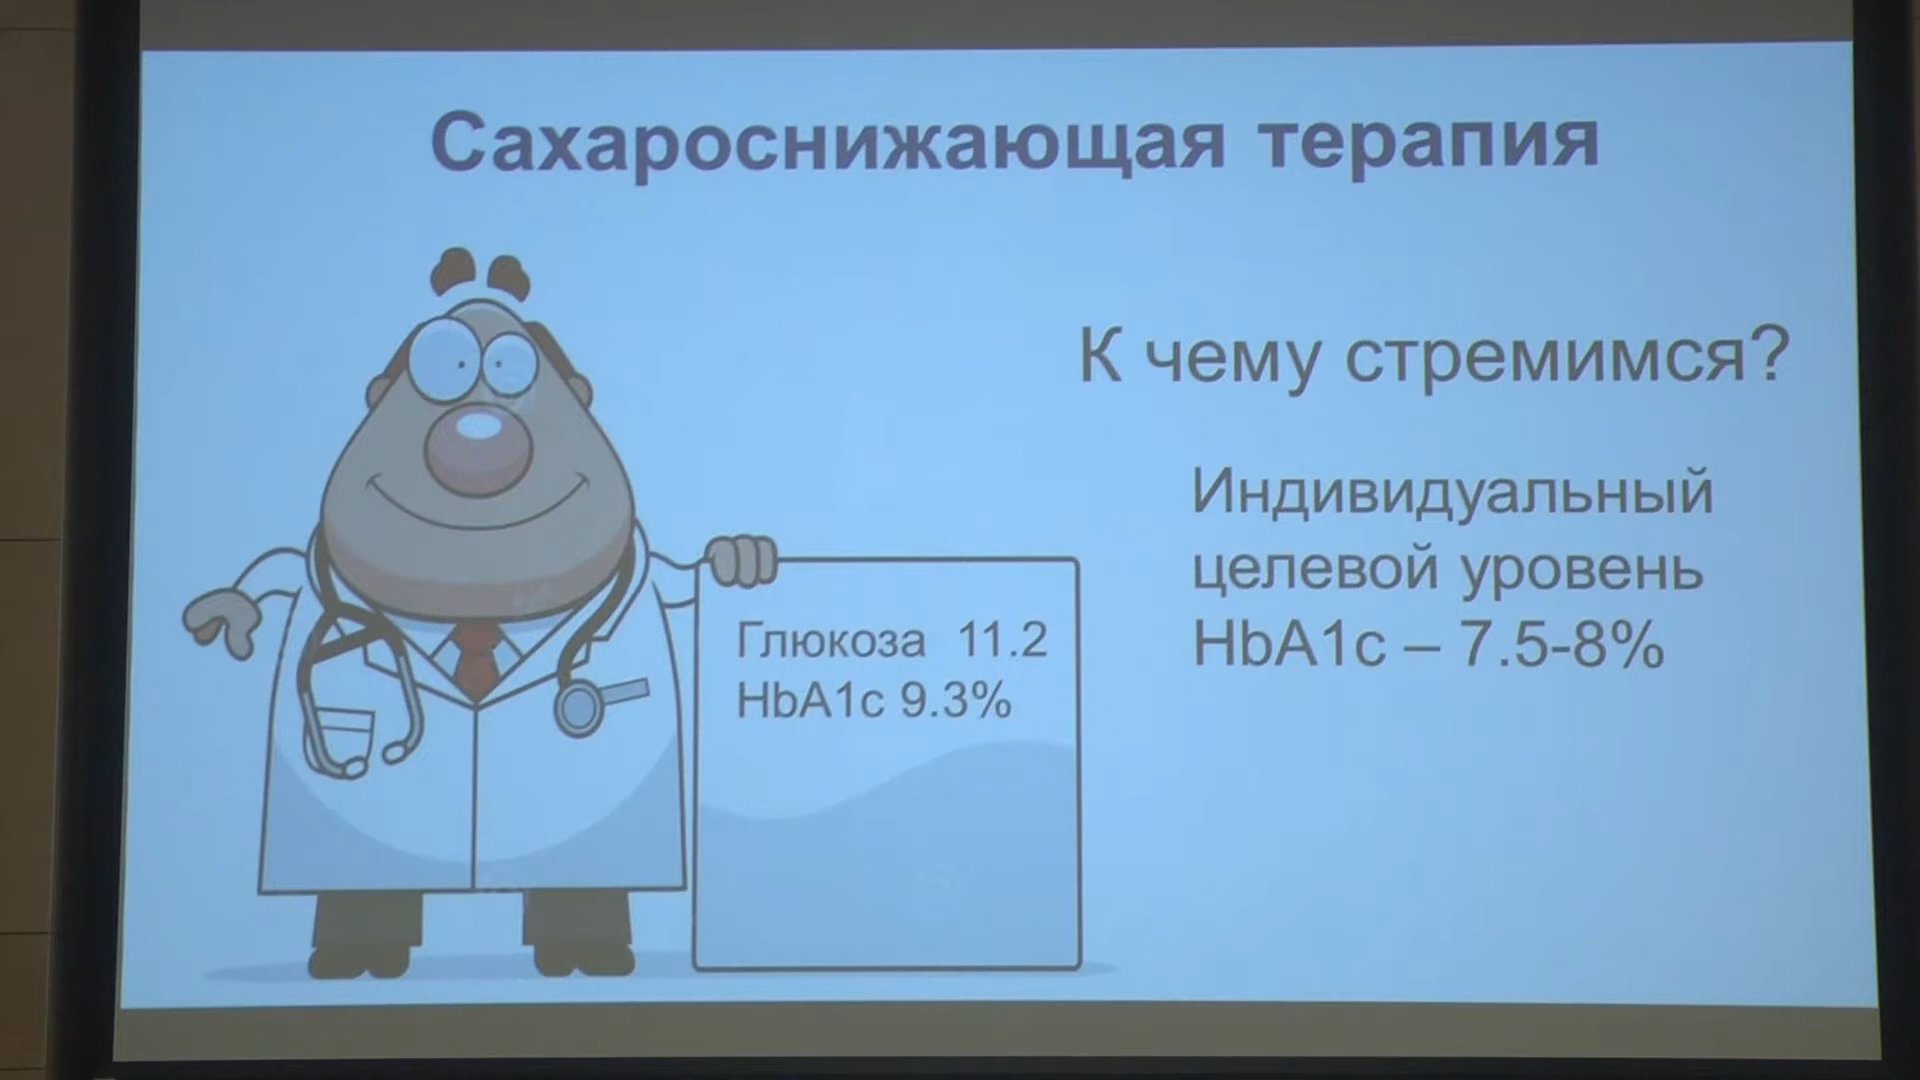 Сахароснижающая терапия
К чему стремимся?
Индивидуальный
целевой уровень
HbA1c – 7.5-8%
Глюкоза 11.2
HbA1c 9.3%